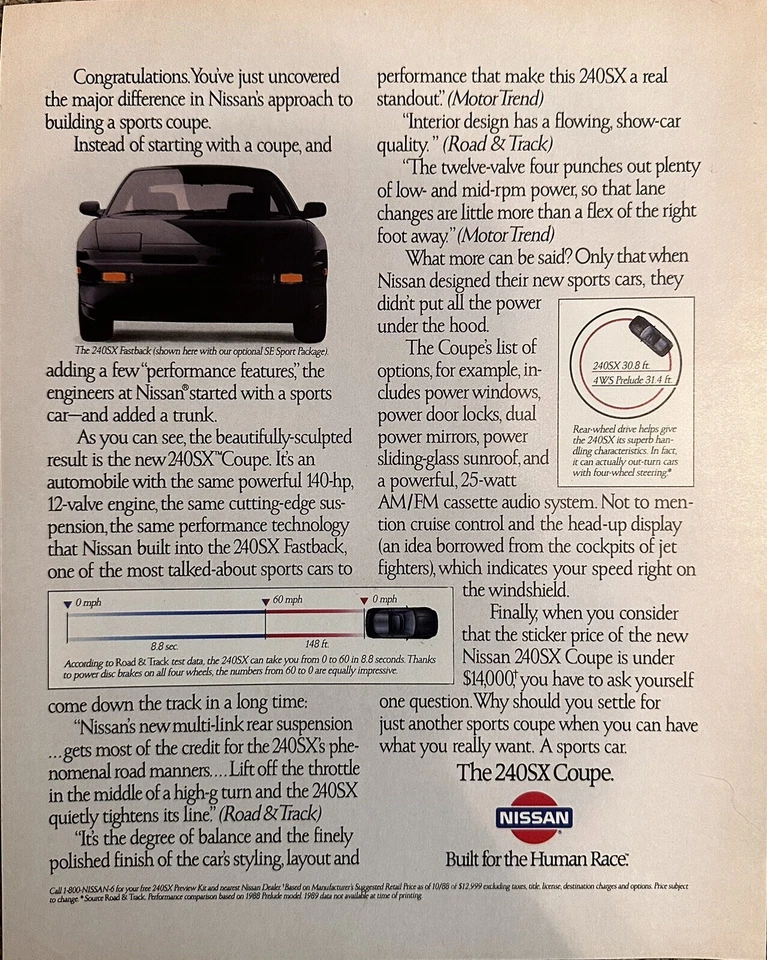 Congratulations. You've just uncovered
the major difference in Nissan's approach to
building a sports coupe.
Instead of starting with a coupe, and
The 240SX Fastback (shown here with our optional SE Sport Package).
adding a few "performance features," the
engineers at Nissan® started with a sports
car—and added a trunk.
As you can see, the beautifully-sculpted
result is the new 240SX™ Coupe. It's an
automobile with the same powerful 140-hp,
12-valve engine, the same cutting-edge sus-
pension, the same performance technology
that Nissan built into the 240SX Fastback,
one of the most talked-about sports cars to
0 mph 60 mph 0 mph
8.8 sec. 148 ft.
According to Road & Track test data, the 240SX can take you from 0 to 60 in 8.8 seconds. Thanks
to power disc brakes on all four wheels, the numbers from 60 to 0 are equally impressive.
come down the track in a long time:
"Nissan's new multi-link rear suspension
...gets most of the credit for the 240SX's phe-
nomenal road manners.... Lift off the throttle
in the middle of a high-g turn and the 240SX
quietly tightens its line." (Road & Track)
"It's the degree of balance and the finely
polished finish of the car's styling, layout and
performance that make this 240SX a real
standout." (Motor Trend)
"Interior design has a flowing, show-car
quality." (Road & Track)
"The twelve-valve four punches out plenty
of low- and mid-rpm power, so that lane
changes are little more than a flex of the right
foot away." (Motor Trend)
What more can be said? Only that when
Nissan designed their new sports cars, they
didn't put all the power
under the hood.
The Coupe's list of
options, for example, in-
cludes power windows,
power door locks, dual
power mirrors, power
sliding-glass sunroof, and
a powerful, 25-watt
240SX 30.8 ft.
4WS Prelude 31.4 ft.
Rear-wheel drive helps give
the 240SX its superb han-
dling characteristics. In fact,
it can actually out-turn cars
with four-wheel steering.*
AM/FM cassette audio system. Not to men-
tion cruise control and the head-up display
(an idea borrowed from the cockpits of jet
fighters), which indicates your speed right on
the windshield.
Finally, when you consider
that the sticker price of the new
Nissan 240SX Coupe is under
$14,000,† you have to ask yourself
one question. Why should you settle for
just another sports coupe when you can have
what you really want. A sports car.
The 240SX Coupe.
NISSAN®
Built for the Human Race.™
Call 1-800-NISSAN-6 for your free 240SX Preview Kit and nearest Nissan Dealer. †Based on Manufacturer's Suggested Retail Price as of 10/88 of $12,999 excluding taxes, title, license, destination charges and options. Price subject
to change. *Source Road & Track. Performance comparison based on 1988 Prelude model. 1989 data not available at time of printing.